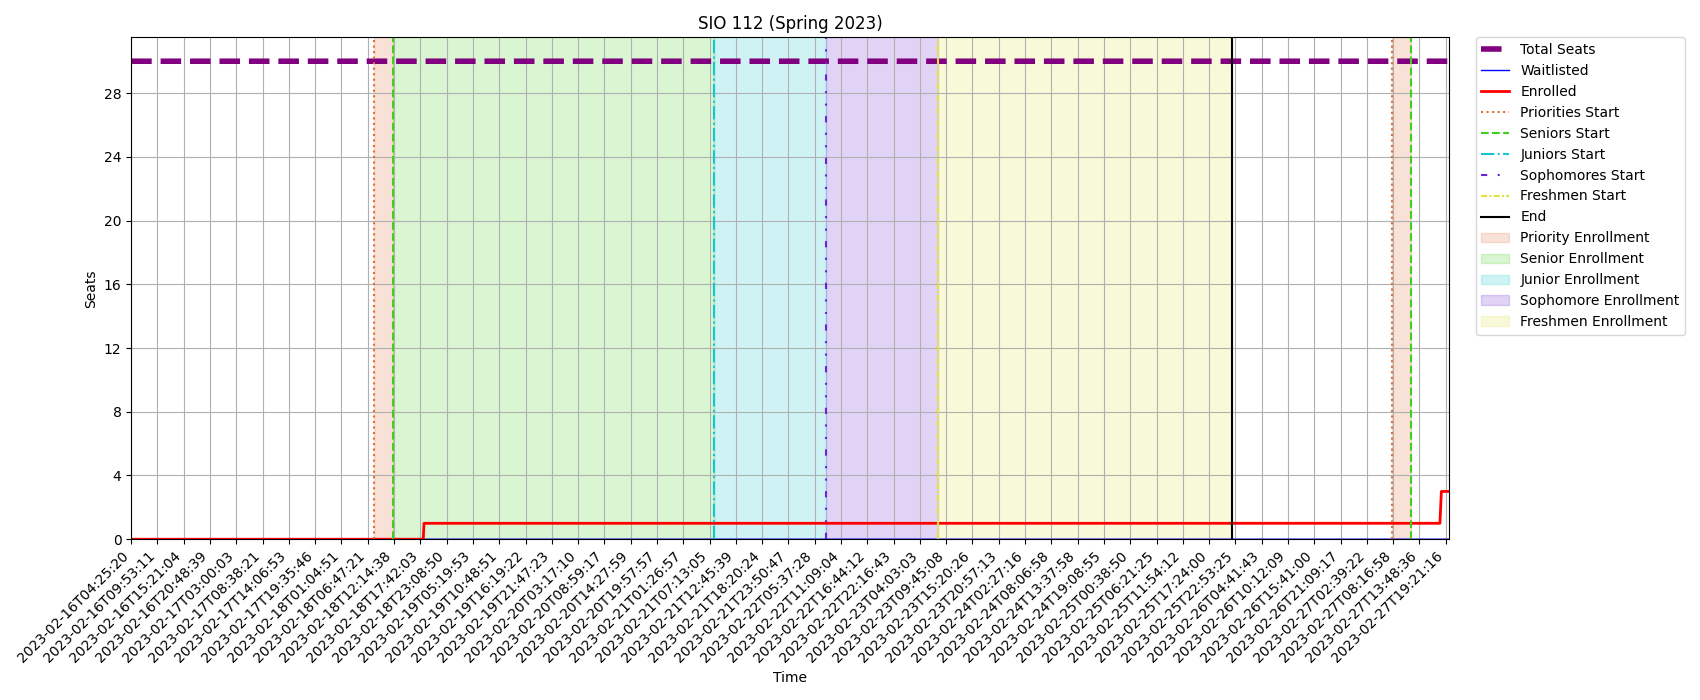 SIO 112 (Spring 2023)
Seats
28
24
20
16
12
8
4
0
2023-02-16T04:25:20
2023-02-16T09:53:11
2023-02-16T15:21:04
2023-02-16T20:48:39
2023-02-17T03:00:03
2023-02-17T08:38:21
2023-02-17T14:06:53
2023-02-17T19:35:46
2023-02-18T01:04:51
2023-02-18T06:47:21
2023-02-18T12:14:38
2023-02-18T17:42:03
2023-02-18T23:08:50
2023-02-19T05:19:53
2023-02-19T10:48:51
2023-02-19T16:19:22
2023-02-19T21:47:23
2023-02-20T03:17:10
2023-02-20T08:59:17
2023-02-20T14:27:59
2023-02-20T19:57:57
2023-02-21T01:26:57
2023-02-21T07:13:05
2023-02-21T12:45:39
2023-02-21T18:20:24
2023-02-21T23:50:47
2023-02-22T05:37:28
2023-02-22T11:09:04
2023-02-22T16:44:12
2023-02-22T22:16:43
2023-02-23T04:03:03
2023-02-23T09:45:08
2023-02-23T15:20:26
2023-02-23T20:57:13
2023-02-24T02:27:16
2023-02-24T08:06:58
2023-02-24T13:37:58
2023-02-24T19:08:55
2023-02-25T00:38:50
2023-02-25T06:21:25
2023-02-25T11:54:12
2023-02-25T17:24:00
2023-02-25T22:53:25
2023-02-26T04:41:43
2023-02-26T10:12:09
2023-02-26T15:41:00
2023-02-26T21:09:17
2023-02-27T02:39:22
2023-02-27T08:16:58
2023-02-27T13:48:36
2023-02-27T19:21:16
Time
Total Seats
Waitlisted
Enrolled
Priorities Start
Seniors Start
Juniors Start
Sophomores Start
Freshmen Start
End
Priority Enrollment
Senior Enrollment
Junior Enrollment
Sophomore Enrollment
Freshmen Enrollment